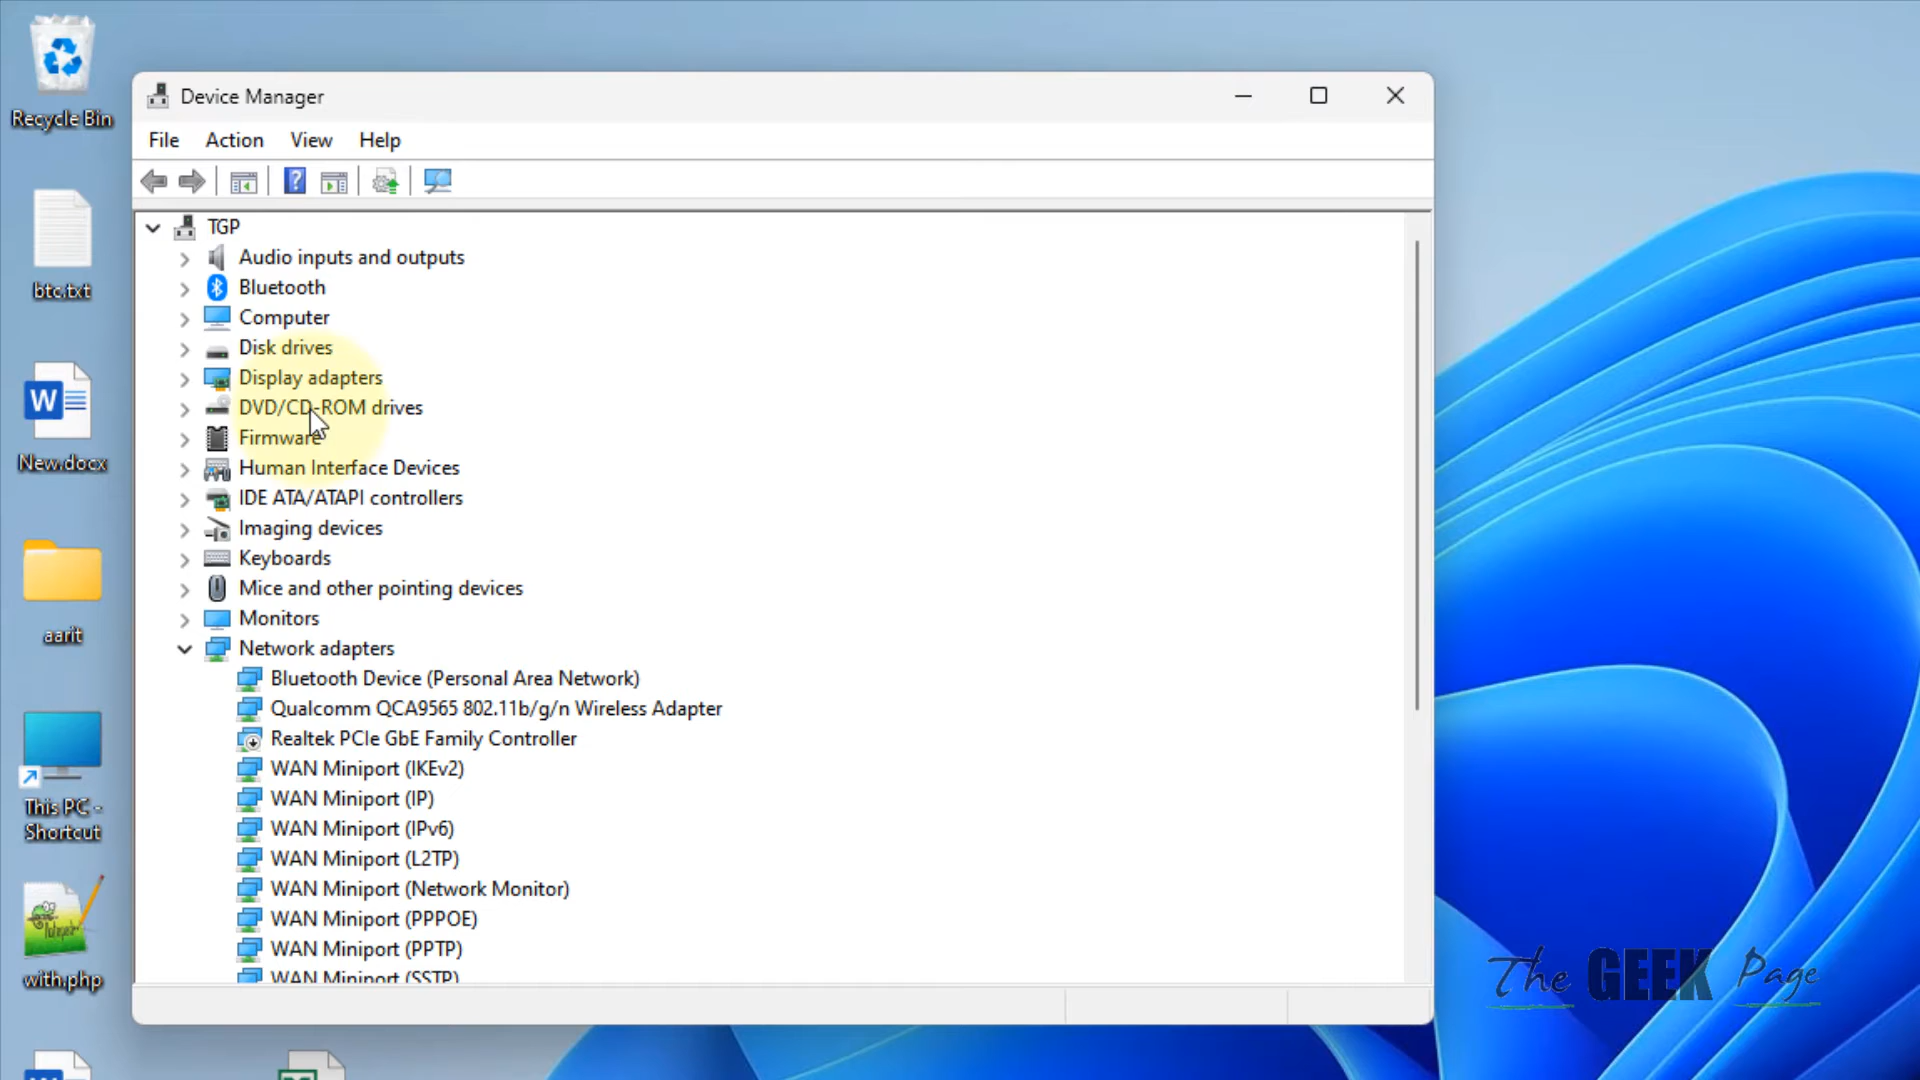 Recycle Bin
btc.txt
New.docx
aarit
This PC -
Shortcut
with.php
Device Manager
File Action View Help
TGP
Audio inputs and outputs
Bluetooth
Computer
Disk drives
Display adapters
DVD/CD-ROM drives
Firmware
Human Interface Devices
IDE ATA/ATAPI controllers
Imaging devices
Keyboards
Mice and other pointing devices
Monitors
Network adapters
Bluetooth Device (Personal Area Network)
Qualcomm QCA9565 802.11b/g/n Wireless Adapter
Realtek PCIe GbE Family Controller
WAN Miniport (IKEv2)
WAN Miniport (IP)
WAN Miniport (IPv6)
WAN Miniport (L2TP)
WAN Miniport (Network Monitor)
WAN Miniport (PPPOE)
WAN Miniport (PPTP)
WAN Miniport (SSTP)
The GEEK Page